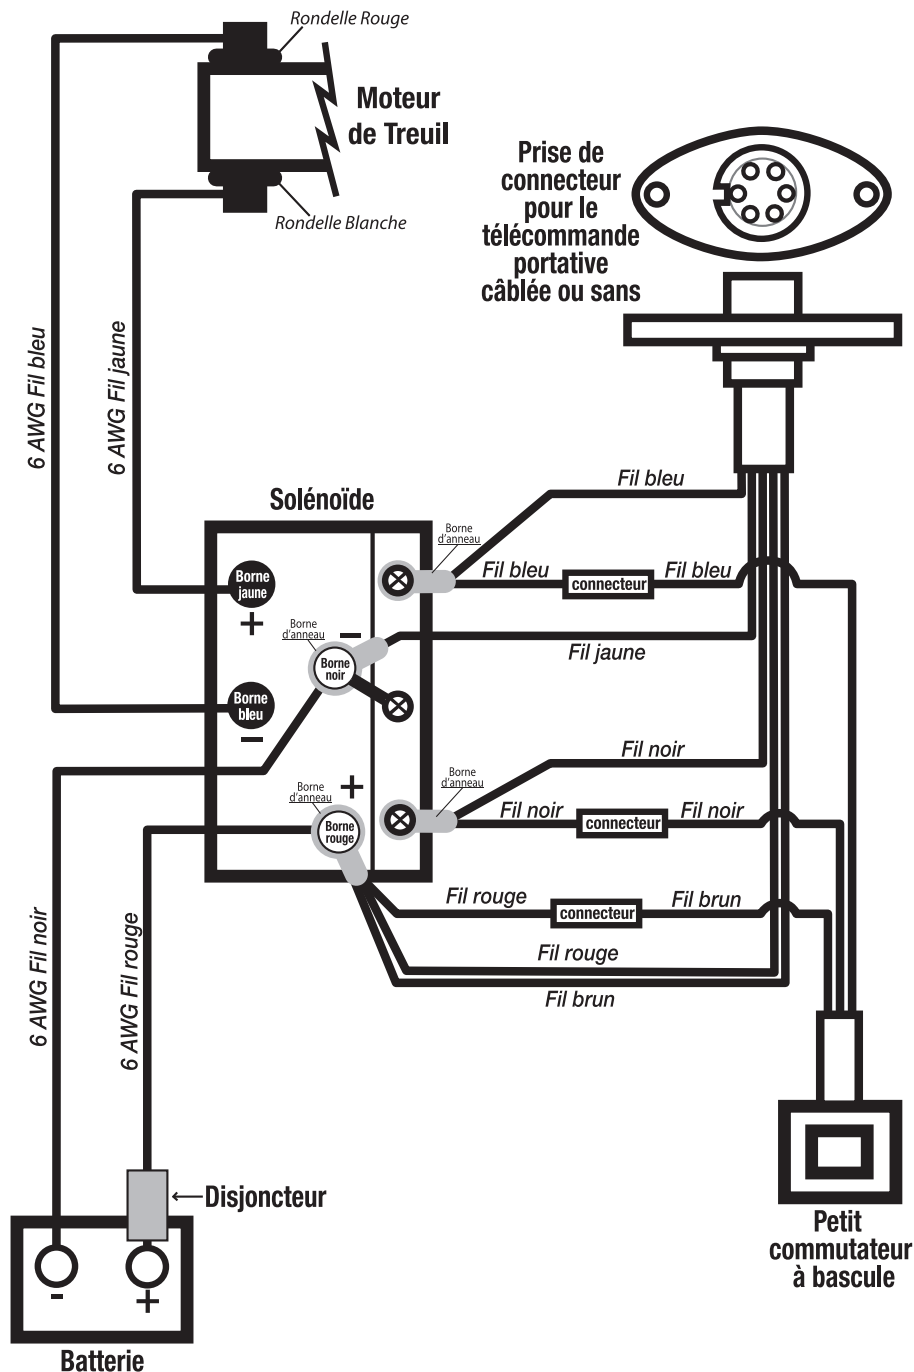 Rondelle Rouge
Moteur
de Treuil
Rondelle Blanche
Prise de
connecteur
pour le
télécommande
portative
câblée ou sans
6 AWG Fil bleu
6 AWG Fil jaune
Solénoïde
Fil bleu
Borne
d'anneau
Fil bleu
connecteur
Fil bleu
Borne
jaune
+
Borne
d'anneau
−
Fil jaune
Borne
noir
Borne
bleu
−
Fil noir
Borne
d'anneau
+
Borne
d'anneau
Fil noir
connecteur
Fil noir
Borne
rouge
Fil rouge
connecteur
Fil brun
Fil rouge
Fil brun
6 AWG Fil noir
6 AWG Fil rouge
Disjoncteur
-
+
Batterie
Petit
commutateur
à bascule